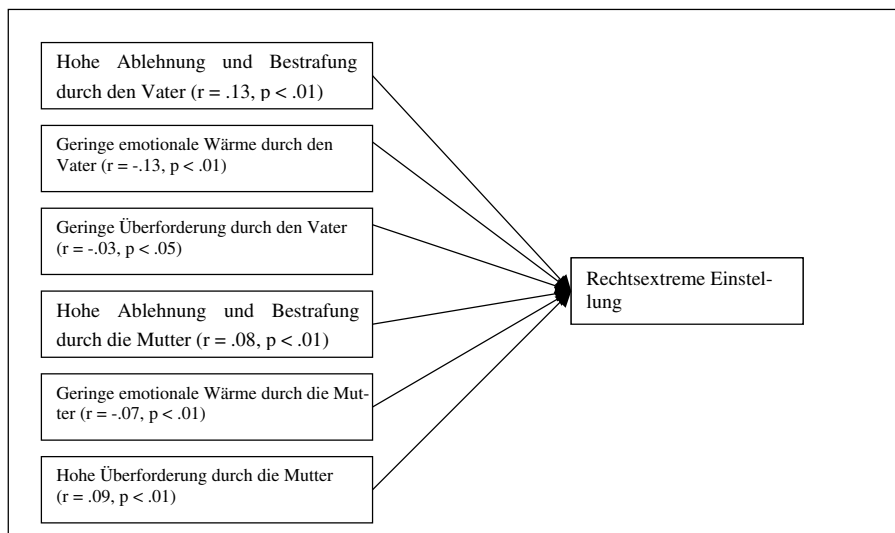 Hohe Ablehnung und Bestrafung
durch den Vater (r = .13, p < .01)
Geringe emotionale Wärme durch den
Vater (r = -.13, p < .01)
Geringe Überforderung durch den Vater
(r = -.03, p < .05)
Hohe Ablehnung und Bestrafung
durch die Mutter (r = .08, p < .01)
Geringe emotionale Wärme durch die Mut-
ter (r = -.07, p < .01)
Hohe Überforderung durch die Mutter
(r = .09, p < .01)
Rechtsextreme Einstel-
lung